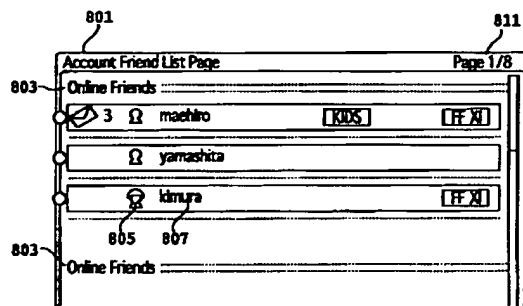 801
811
Account Friend List Page Page 1/8
803 Online Friends
3 maehiro KIDS FF XI
yamashita
kimura FF XI
805 807
803 Online Friends